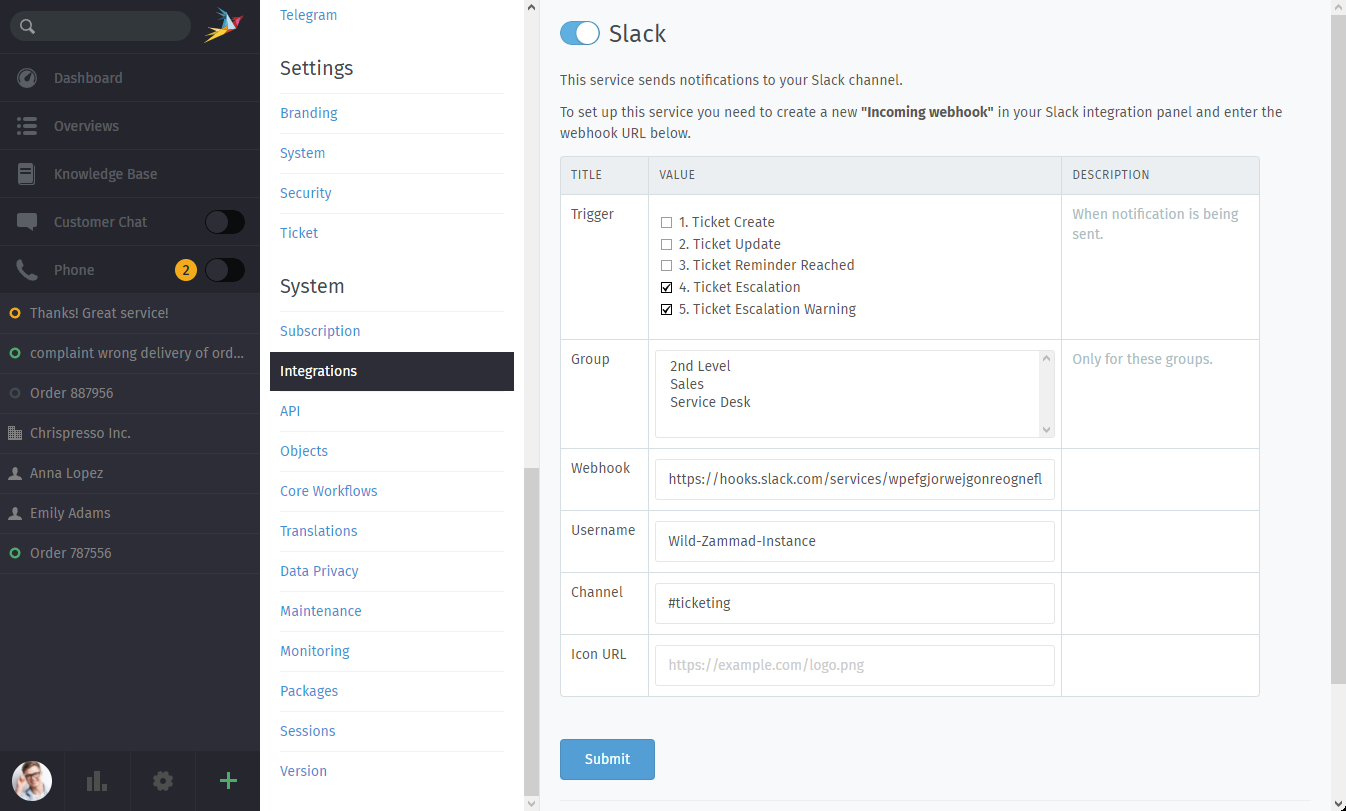 Dashboard
Overviews
Knowledge Base
Customer Chat
Phone
2
Thanks! Great service!
complaint wrong delivery of ord...
Order 887956
Chrispresso Inc.
Anna Lopez
Emily Adams
Order 787556
Telegram
Settings
Branding
System
Security
Ticket
System
Subscription
Integrations
API
Objects
Core Workflows
Translations
Data Privacy
Maintenance
Monitoring
Packages
Sessions
Version
Slack
This service sends notifications to your Slack channel.
To set up this service you need to create a new "Incoming webhook" in your Slack integration panel and enter the
webhook URL below.
TITLE VALUE DESCRIPTION
Trigger
1. Ticket Create
2. Ticket Update
3. Ticket Reminder Reached
4. Ticket Escalation
5. Ticket Escalation Warning
When notification is being
sent.
Group
2nd Level
Sales
Service Desk
Only for these groups.
Webhook
https://hooks.slack.com/services/wpefgjorwejgonreognefl
Username
Wild-Zammad-Instance
Channel
#ticketing
Icon URL
https://example.com/logo.png
Submit